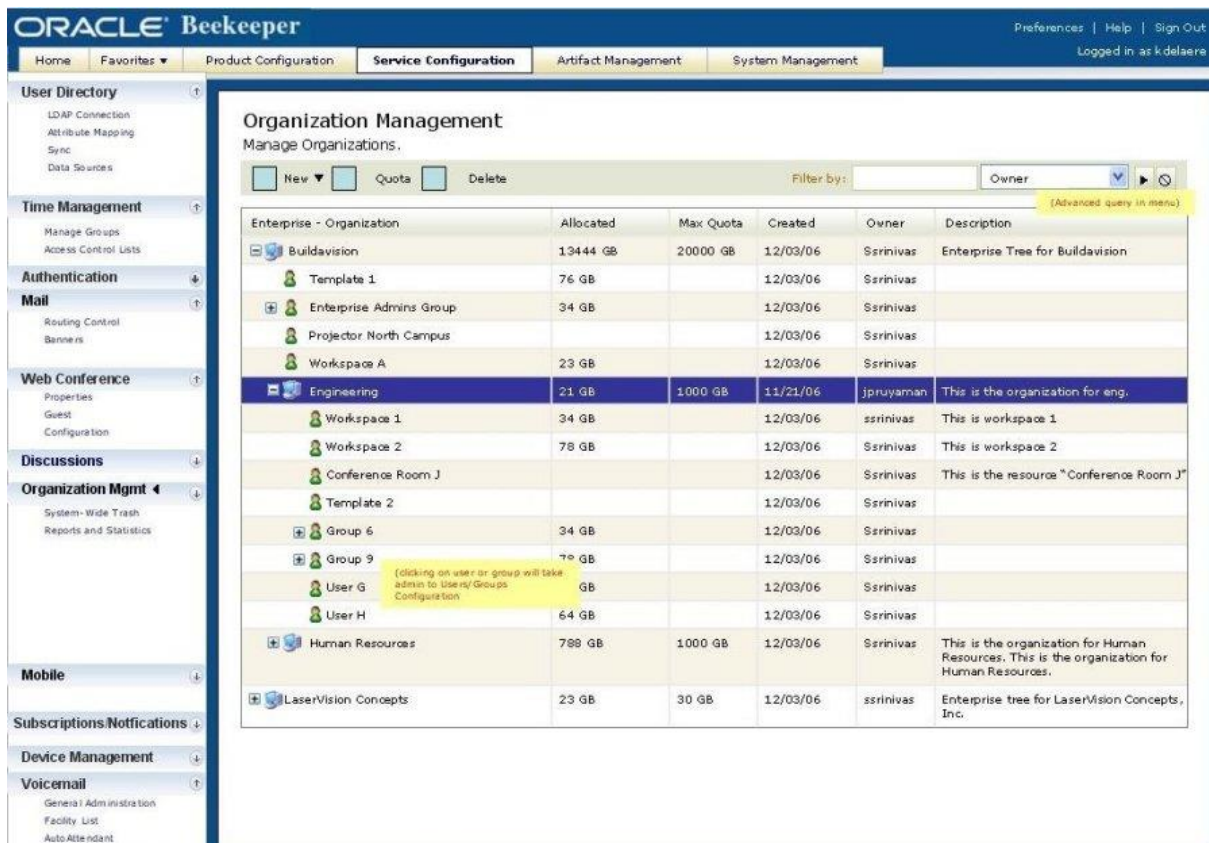 ORACLE Beekeeper
Preferences | Help | Sign Out
Logged in as kdelaere
Home Favorites ▼ Product Configuration Service Configuration Artifact Management System Management
User Directory
LDAP Connection
Attribute Mapping
Sync
Data Sources
Time Management
Manage Groups
Access Control Lists
Authentication
Mail
Routing Control
Banners
Web Conference
Properties
Guest
Configuration
Discussions
Organization Mgmt
System-Wide Trash
Reports and Statistics
Mobile
Subscriptions/Notfications
Device Management
Voicemail
General Administration
Facility List
Auto Attendant
Organization Management
Manage Organizations.
New ▼ Quota Delete Filter by: Owner
(Advanced query in menu)
Enterprise - Organization Allocated Max Quota Created Owner Description
Buildavision 13444 GB 20000 GB 12/03/06 Ssrinivas Enterprise Tree for Buildavision
Template 1 76 GB 12/03/06 Ssrinivas
Enterprise Admins Group 34 GB 12/03/06 Ssrinivas
Projector North Campus 12/03/06 Ssrinivas
Workspace A 23 GB 12/03/06 Ssrinivas
Engineering 21 GB 1000 GB 11/21/06 jpruyaman This is the organization for eng.
Workspace 1 34 GB 12/03/06 ssrinivas This is workspace 1
Workspace 2 78 GB 12/03/06 Ssrinivas This is workspace 2
Conference Room J 12/03/06 Ssrinivas This is the resource "Conference Room J"
Template 2 12/03/06 Ssrinivas
Group 6 34 GB 12/03/06 Ssrinivas
Group 9 GB 12/03/06 Ssrinivas
(clicking on user or group will take
admin to Users/Groups
Configuration
User G GB 12/03/06 Ssrinivas
User H 64 GB 12/03/06 Ssrinivas
Human Resources 788 GB 1000 GB 12/03/06 Ssrinivas This is the organization for Human
Resources. This is the organization for
Human Resources.
LaserVision Concepts 23 GB 30 GB 12/03/06 ssrinivas Enterprise tree for LaserVision Concepts,
Inc.